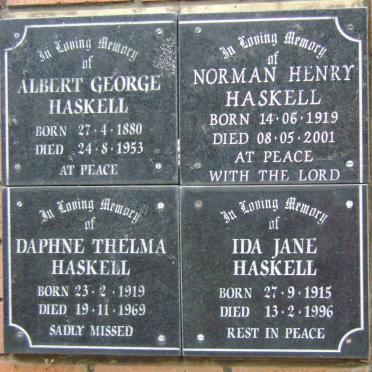 In Loving Memory
of
ALBERT GEORGE
HASKELL
BORN 27·4·1880
DIED 24·8·1953
AT PEACE
In Loving Memory
of
NORMAN HENRY
HASKELL
BORN 14·06·1919
DIED 08·05·2001
AT PEACE
WITH THE LORD
In Loving Memory
of
DAPHNE THELMA
HASKELL
BORN 23·2·1919
DIED 19·11·1969
SADLY MISSED
In Loving Memory
of
IDA JANE
HASKELL
BORN 27·9·1915
DIED 13·2·1996
REST IN PEACE